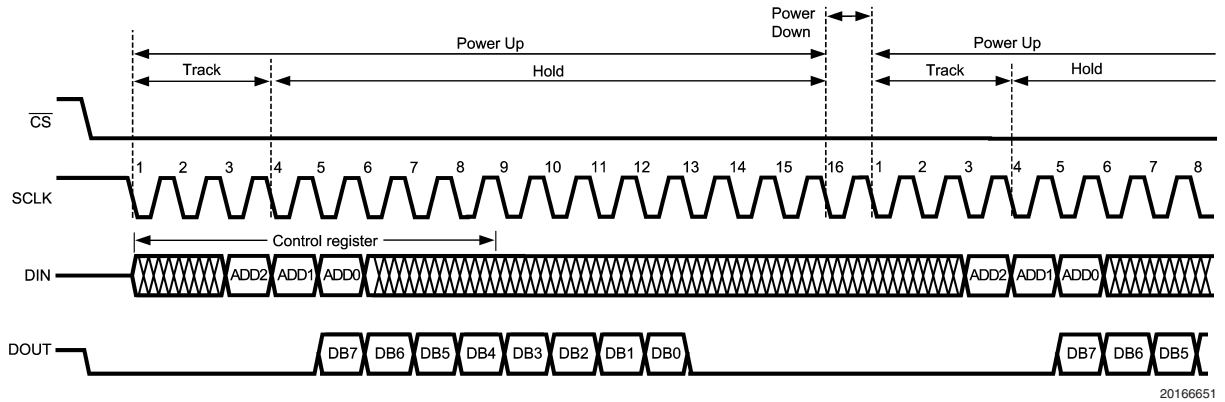 Power Down
Power Up
Power Up
Track
Hold
Track
Hold
CS
1 2 3 4 5 6 7 8 9 10 11 12 13 14 15 16 1 2 3 4 5 6 7 8
SCLK
Control register
DIN
ADD2 ADD1 ADD0 ADD2 ADD1 ADD0
DOUT
DB7 DB6 DB5 DB4 DB3 DB2 DB1 DB0 DB7 DB6 DB5
20166651